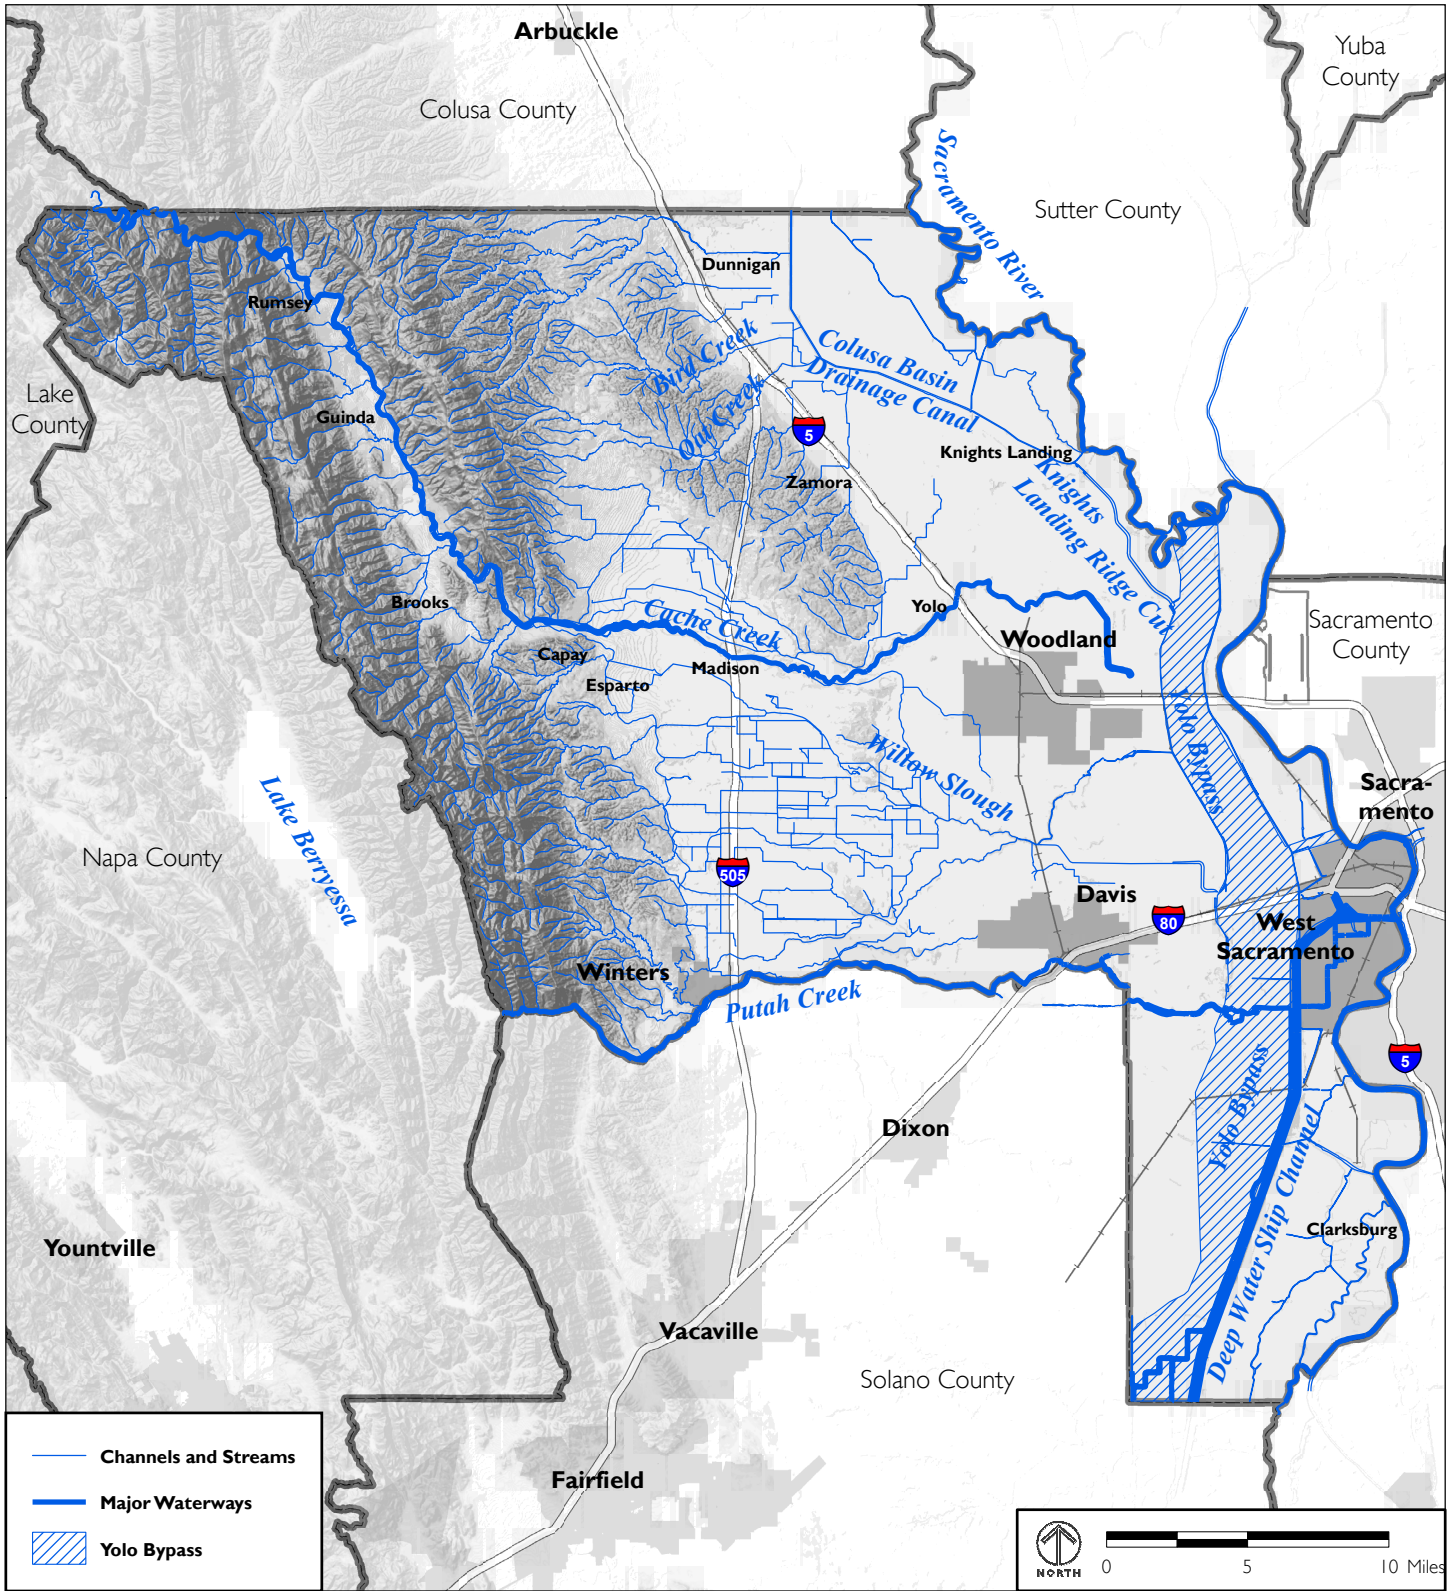 Arbuckle
Yuba
County
Colusa County
Sacramento River
Sutter County
Dunnigan
Rumsey
Bird Creek
Colusa Basin
Drainage Canal
Lake
County
Oat Creek
Guinda
5
Knights Landing
Zamora
Knights
Landing Ridge Cut
Brooks
Cache Creek
Yolo
Woodland
Sacramento
County
Capay
Madison
Esparto
Yolo Bypass
Willow Slough
Lake Berryessa
Sacra-
mento
Napa County
505
Davis
80
West
Sacramento
Winters
Putah Creek
5
Yolo Bypass
Dixon
Deep Water Ship Channel
Clarksburg
Yountville
Vacaville
Solano County
Fairfield
Channels and Streams
Major Waterways
Yolo Bypass
NORTH
0 5 10 Miles